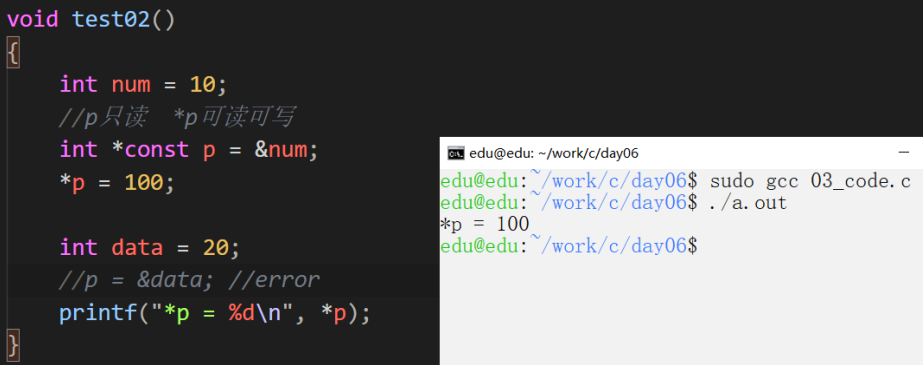 void test02()
{
    int num = 10;
    //p只读  *p可读可写
    int *const p = &num;
    *p = 100;
    int data = 20;
    //p = &data; //error
    printf("*p = %d\n", *p);
}
edu@edu: ~/work/c/day06
edu@edu:~/work/c/day06$ sudo gcc 03_code.c
edu@edu:~/work/c/day06$ ./a.out
*p = 100
edu@edu:~/work/c/day06$